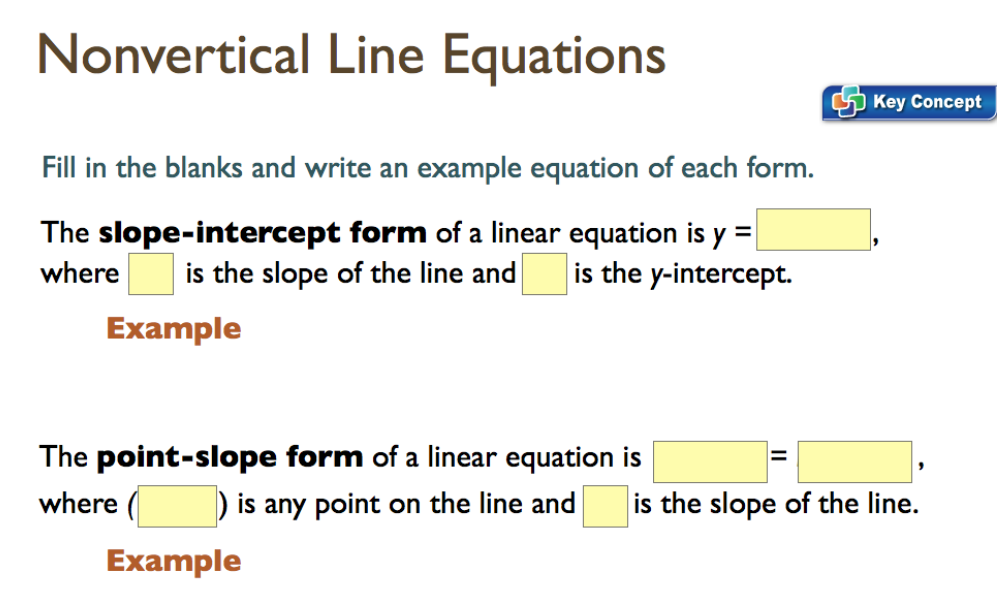 Nonvertical Line Equations
Key Concept
Fill in the blanks and write an example equation of each form.
The slope-intercept form of a linear equation is y = ,
where is the slope of the line and is the y-intercept.
Example
The point-slope form of a linear equation is = ,
where ( ) is any point on the line and is the slope of the line.
Example